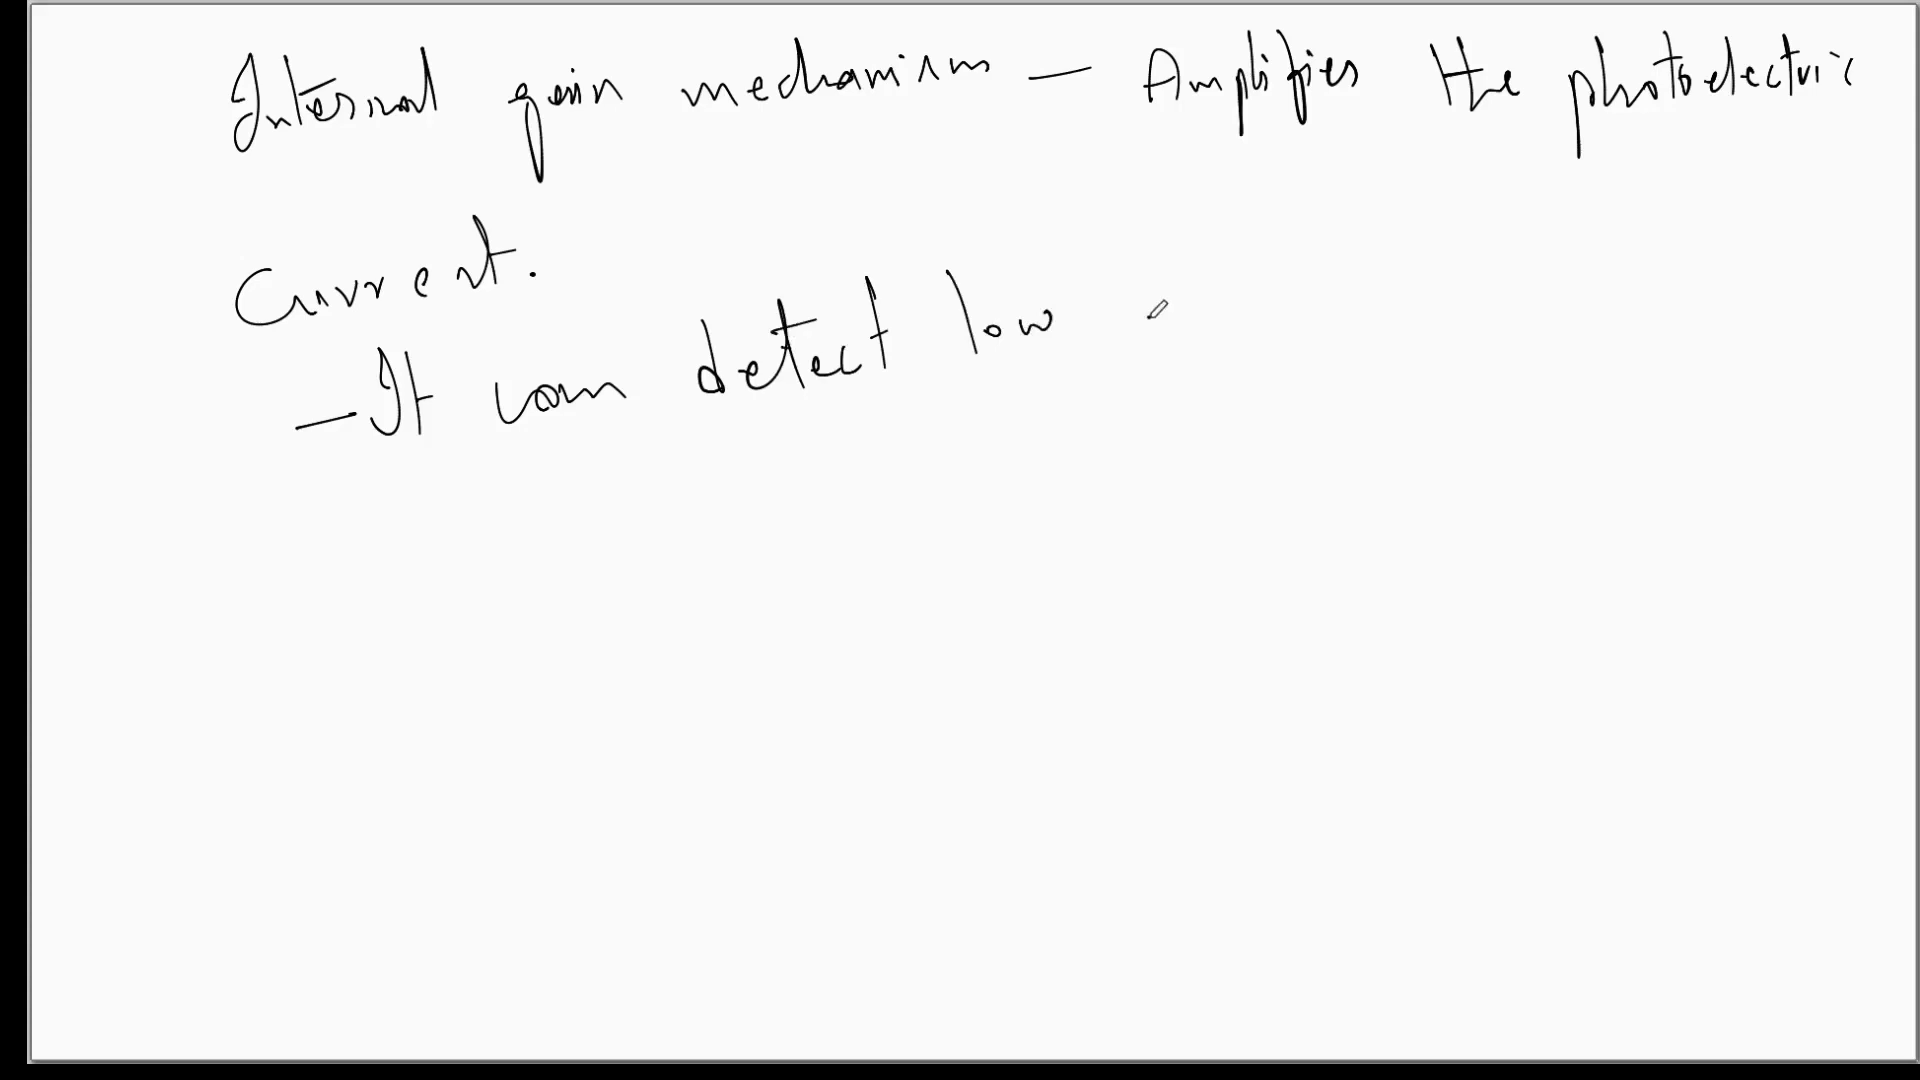 Internal gain mechanism - Amplifies the photoelectric
Current.
- It can detect low